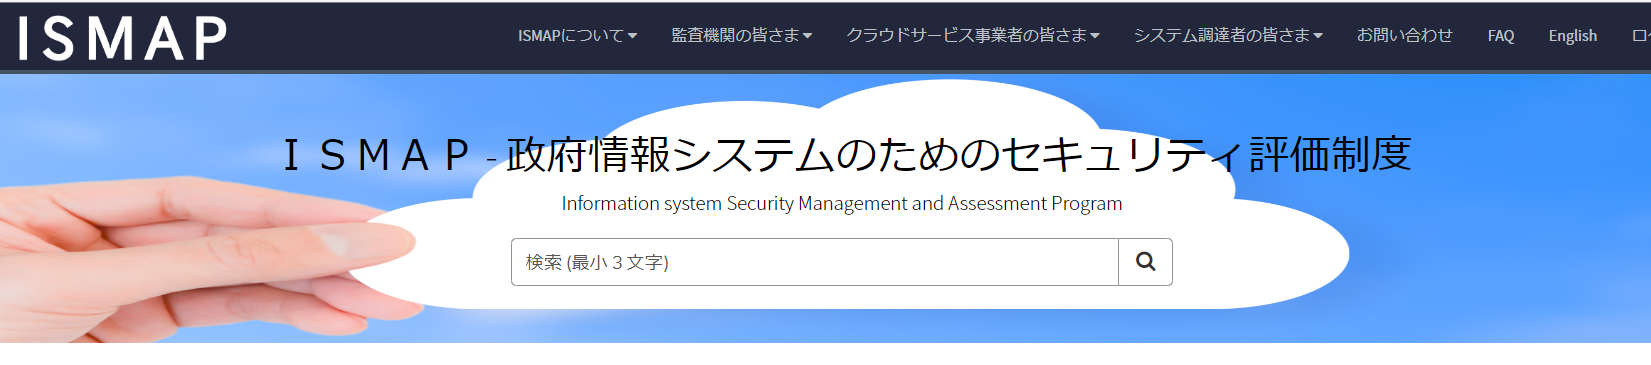 ISMAP
ISMAPについて 監査機関の皆さま クラウドサービス事業者の皆さま システム調達者の皆さま お問い合わせ FAQ English
ＩＳＭＡＰ - 政府情報システムのためのセキュリティ評価制度
Information system Security Management and Assessment Program
検索 (最小３文字)